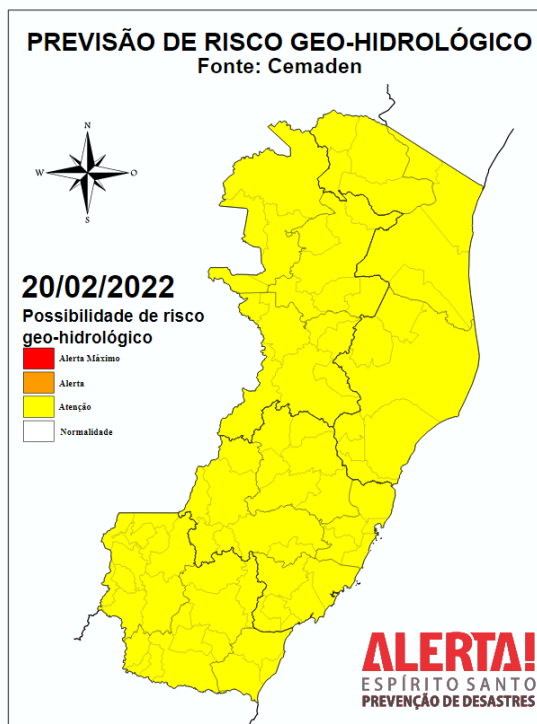 PREVISÃO DE RISCO GEO-HIDROLÓGICO
Fonte: Cemaden
N
W
O
S
20/02/2022
Possibilidade de risco
geo-hidrológico
Alerta Máximo
Alerta
Atenção
Normalidade
ALERTA!
ESPÍRITO SANTO
PREVENÇÃO DE DESASTRES